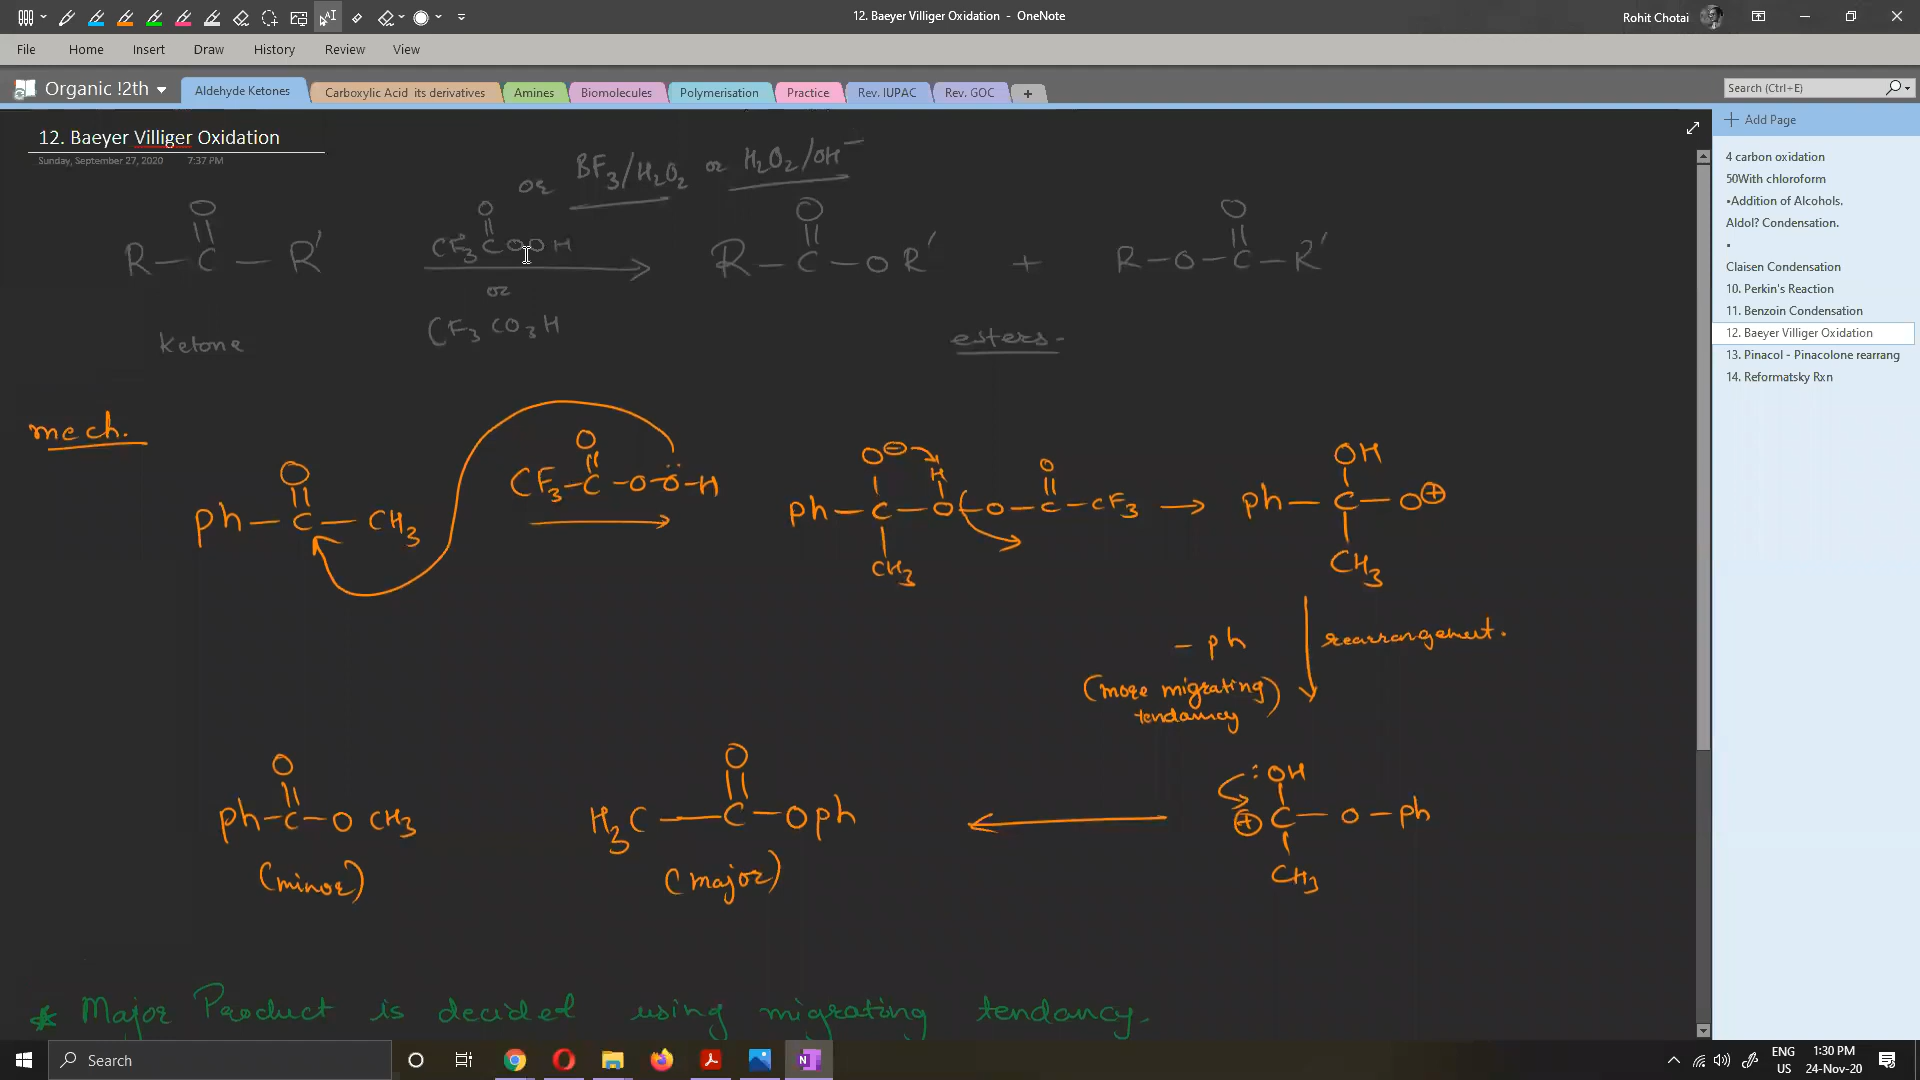 12. Baeyer Villiger Oxidation - OneNote
Rohit Chotai
File Home Insert Draw History Review View
Organic !2th
Aldehyde Ketones
Carboxylic Acid its derivatives
Amines
Biomolecules
Polymerisation
Practice
Rev. IUPAC
Rev. GOC
+
Search (Ctrl+E)
12. Baeyer Villiger Oxidation
Sunday, September 27, 2020 7:37 PM
or BF3/H2O2 or H2O2/OH−
O O O O
R—C—R' CF3COOH R—C—OR' + R—O—C—R'
or
CF3CO3H
Ketone
esters-
mech.
O O O⊖ H O OH
Ph—C—CH3 CF3—C—O—Ö—H Ph—C—O—O—C—CF3 → Ph—C—O⊕
CH3 CH3
- Ph rearrangement.
(more migrating
tendancy)
O O :OH
Ph—C—O CH3 H3C—C—OPh ⊕C—O—Ph
CH3
(minor) (major)
* Major Product is decided using migrating tendancy.
Add Page
4 carbon oxidation
50With chloroform
•Addition of Alcohols.
Aldol? Condensation.
•
Claisen Condensation
10. Perkin's Reaction
11. Benzoin Condensation
12. Baeyer Villiger Oxidation
13. Pinacol - Pinacolone rearrang
14. Reformatsky Rxn
Search
ENG
US
1:30 PM
24-Nov-20